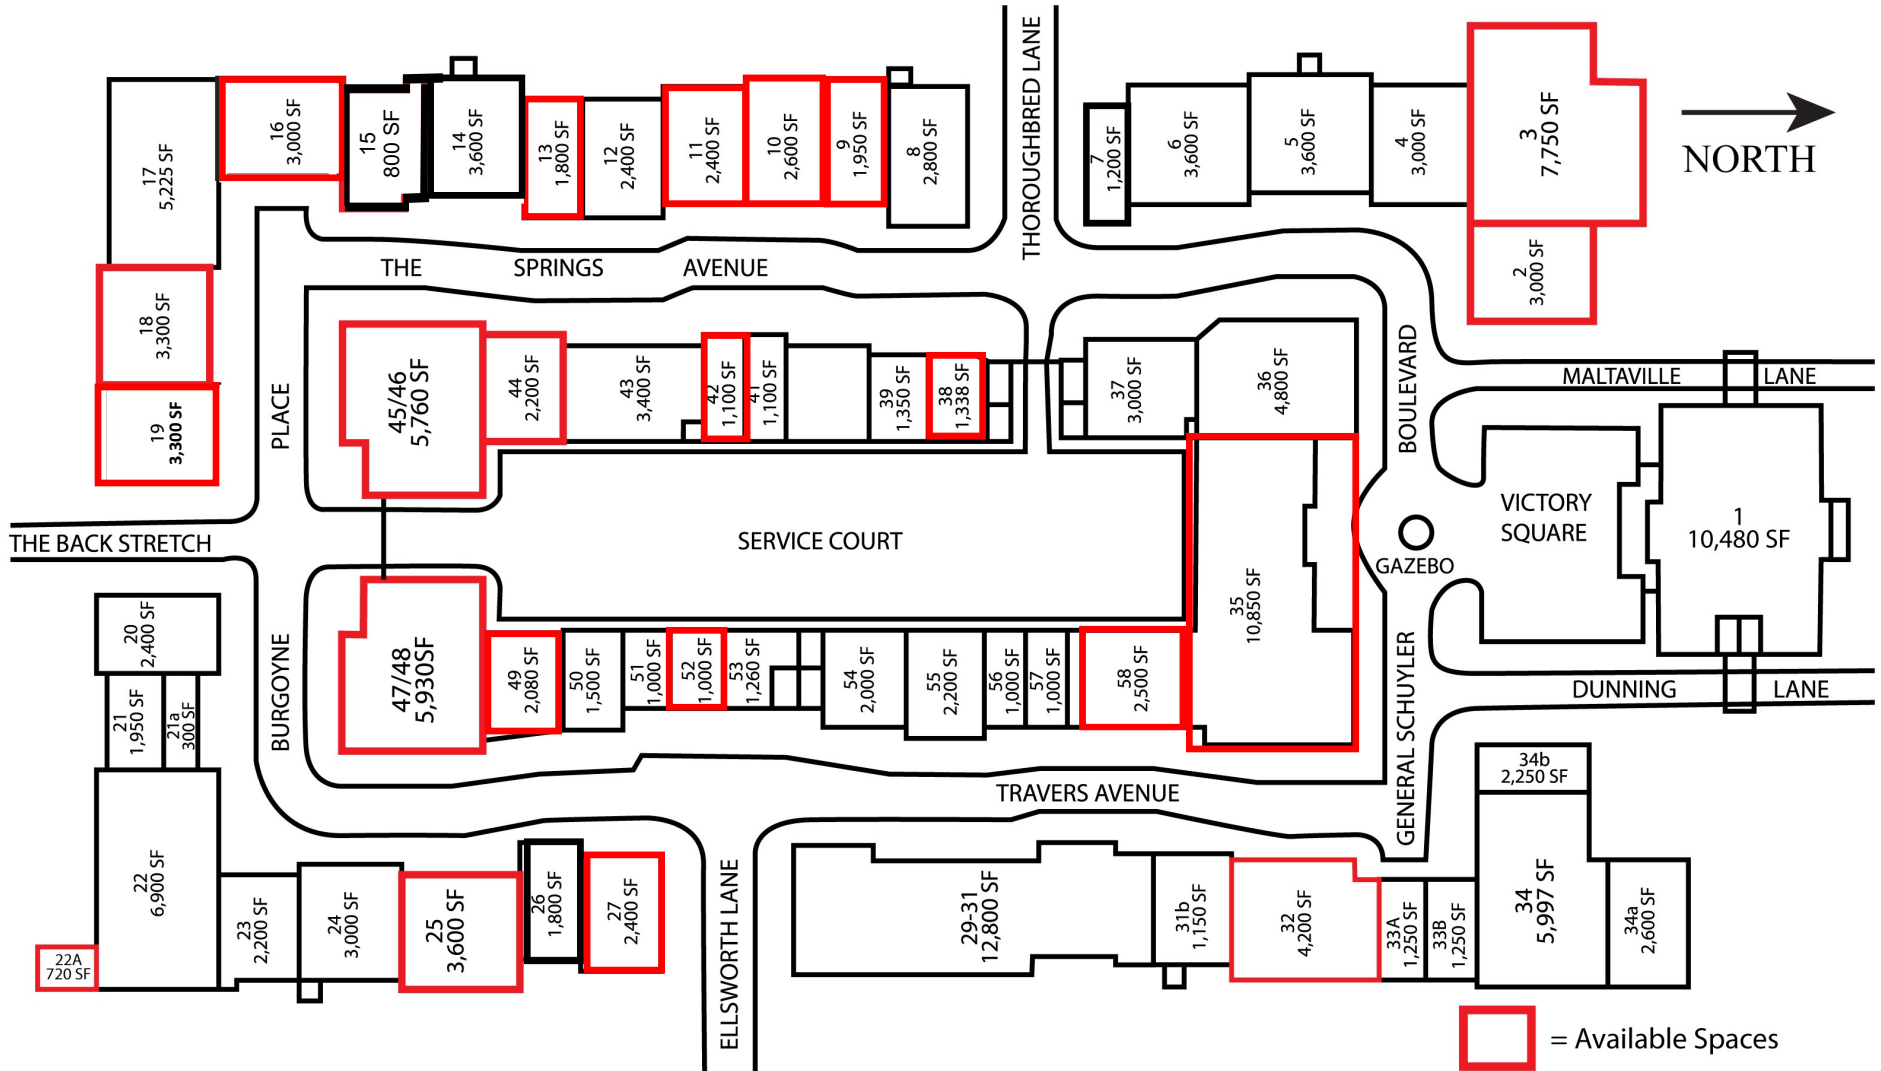 16
3,000 SF
15
800 SF
14
3,600 SF
13
1,800 SF
12
2,400 SF
11
2,400 SF
10
2,600 SF
9
1,950 SF
8
2,800 SF
THOROUGHBRED LANE
7
1,200 SF
6
3,600 SF
5
3,600 SF
4
3,000 SF
3
7,750 SF
NORTH
17
5,225 SF
2
3,000 SF
THE SPRINGS AVENUE
18
3,300 SF
19
3,300 SF
PLACE
45/46
5,760 SF
44
2,200 SF
43
3,400 SF
42
1,100 SF
41
1,100 SF
39
1,350 SF
38
1,338 SF
37
3,000 SF
36
4,800 SF
BOULEVARD
MALTAVILLE LANE
THE BACK STRETCH
SERVICE COURT
GAZEBO
VICTORY
SQUARE
1
10,480 SF
35
10,850 SF
20
2,400 SF
21
1,950 SF
21a
300 SF
BURGOYNE
47/48
5,930SF
49
2,080 SF
50
1,500 SF
51
1,000 SF
52
1,000 SF
53
1,260 SF
54
2,000 SF
55
2,200 SF
56
1,000 SF
57
1,000 SF
58
2,500 SF
GENERAL SCHUYLER
DUNNING LANE
TRAVERS AVENUE
34b
2,250 SF
22
6,900 SF
22A
720 SF
23
2,200 SF
24
3,000 SF
25
3,600 SF
26
1,800 SF
27
2,400 SF
ELLSWORTH LANE
29-31
12,800 SF
31b
1,150 SF
32
4,200 SF
33A
1,250 SF
33B
1,250 SF
34
5,997 SF
34a
2,600 SF
= Available Spaces